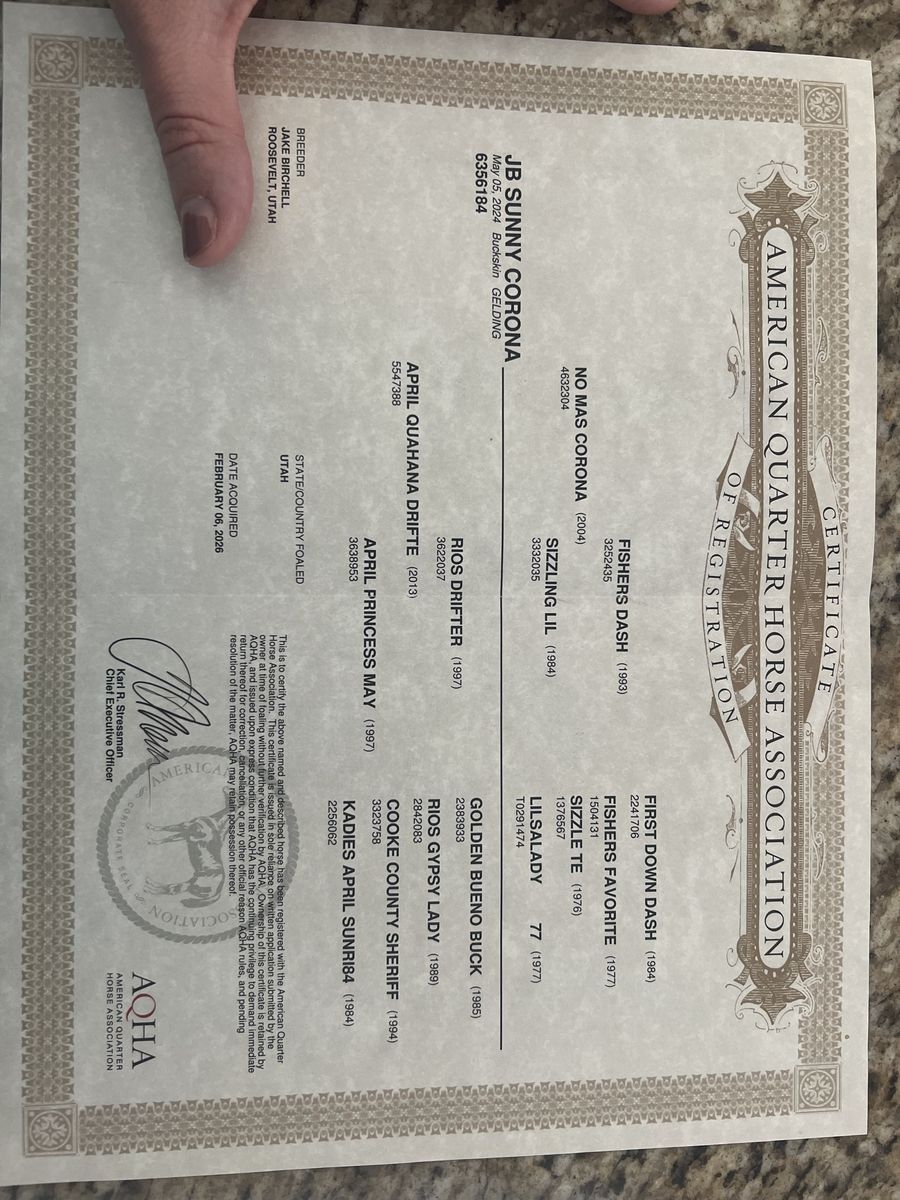 CERTIFICATE
AMERICAN QUARTER HORSE ASSOCIATION
OF REGISTRATION
FIRST DOWN DASH (1984)
2241706
FISHERS DASH (1993)
3252435
FISHERS FAVORITE (1977)
1504131
NO MAS CORONA (2004)
4632304
SIZZLE TE (1976)
1376567
SIZZLING LIL (1984)
3332035
LILSALADY 77 (1977)
T0291474
JB SUNNY CORONA
May 05, 2024 Buckskin GELDING
6356184
GOLDEN BUENO BUCK (1985)
2383933
RIOS DRIFTER (1997)
3622037
RIOS GYPSY LADY (1989)
2842083
APRIL QUAHANA DRIFTE (2013)
5547388
COOKE COUNTY SHERIFF (1994)
3323758
APRIL PRINCESS MAY (1997)
3638953
KADIES APRIL SUNRI84 (1984)
2256062
BREEDER
JAKE BIRCHELL
ROOSEVELT, UTAH
STATE/COUNTRY FOALED
UTAH
DATE ACQUIRED
FEBRUARY 06, 2026
This is to certify the above named and described horse has been registered with the American Quarter
Horse Association. This certificate is issued in sole reliance on written application submitted by the
owner at time of foaling without further verification by AQHA. Ownership of this certificate is retained by
AQHA, and issued upon express condition that AQHA has the continuing privilege to demand immediate
return thereof for correction, cancellation, or any other official reason AQHA rules, and pending
resolution of the matter, AQHA may retain possession thereof.
Karl R. Stressman
Chief Executive Officer
AMERICAN
ASSOCIATION
CORPORATE SEAL
AQHA
AMERICAN QUARTER
HORSE ASSOCIATION